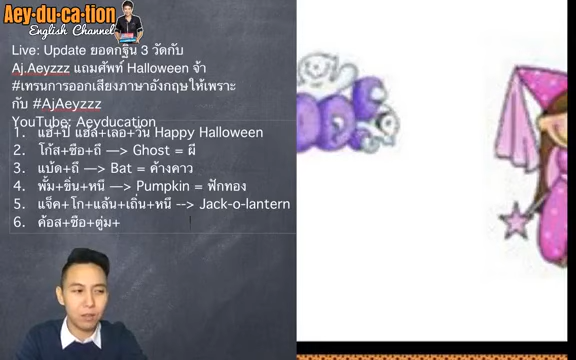 Aey-du-ca-tion
English Channel
Live: Update ยอดกฐิน 3 วัดกับ
Aj.Aeyzzz แถมศัพท์ Halloween จ้า
#เทรนการออกเสียงภาษาอังกฤษให้เพราะ
กับ #AjAeyzzz
YouTube: Aeyducation
1. แฮ๊+ปี้ แฮ้ล+เลอ+วีน Happy Halloween
2. โก้ส+ซือ+ถึ —> Ghost = ผี
3. แบ้ด+ถึ —> Bat = ค้างคาว
4. พั้ม+ขิ่น+หนึ —> Pumpkin = ฟักทอง
5. แจ็ค+โก+แล้น+เถิ่น+หนึ --> Jack-o-lantern
6. ค้อส+ซือ+ตู่ม+